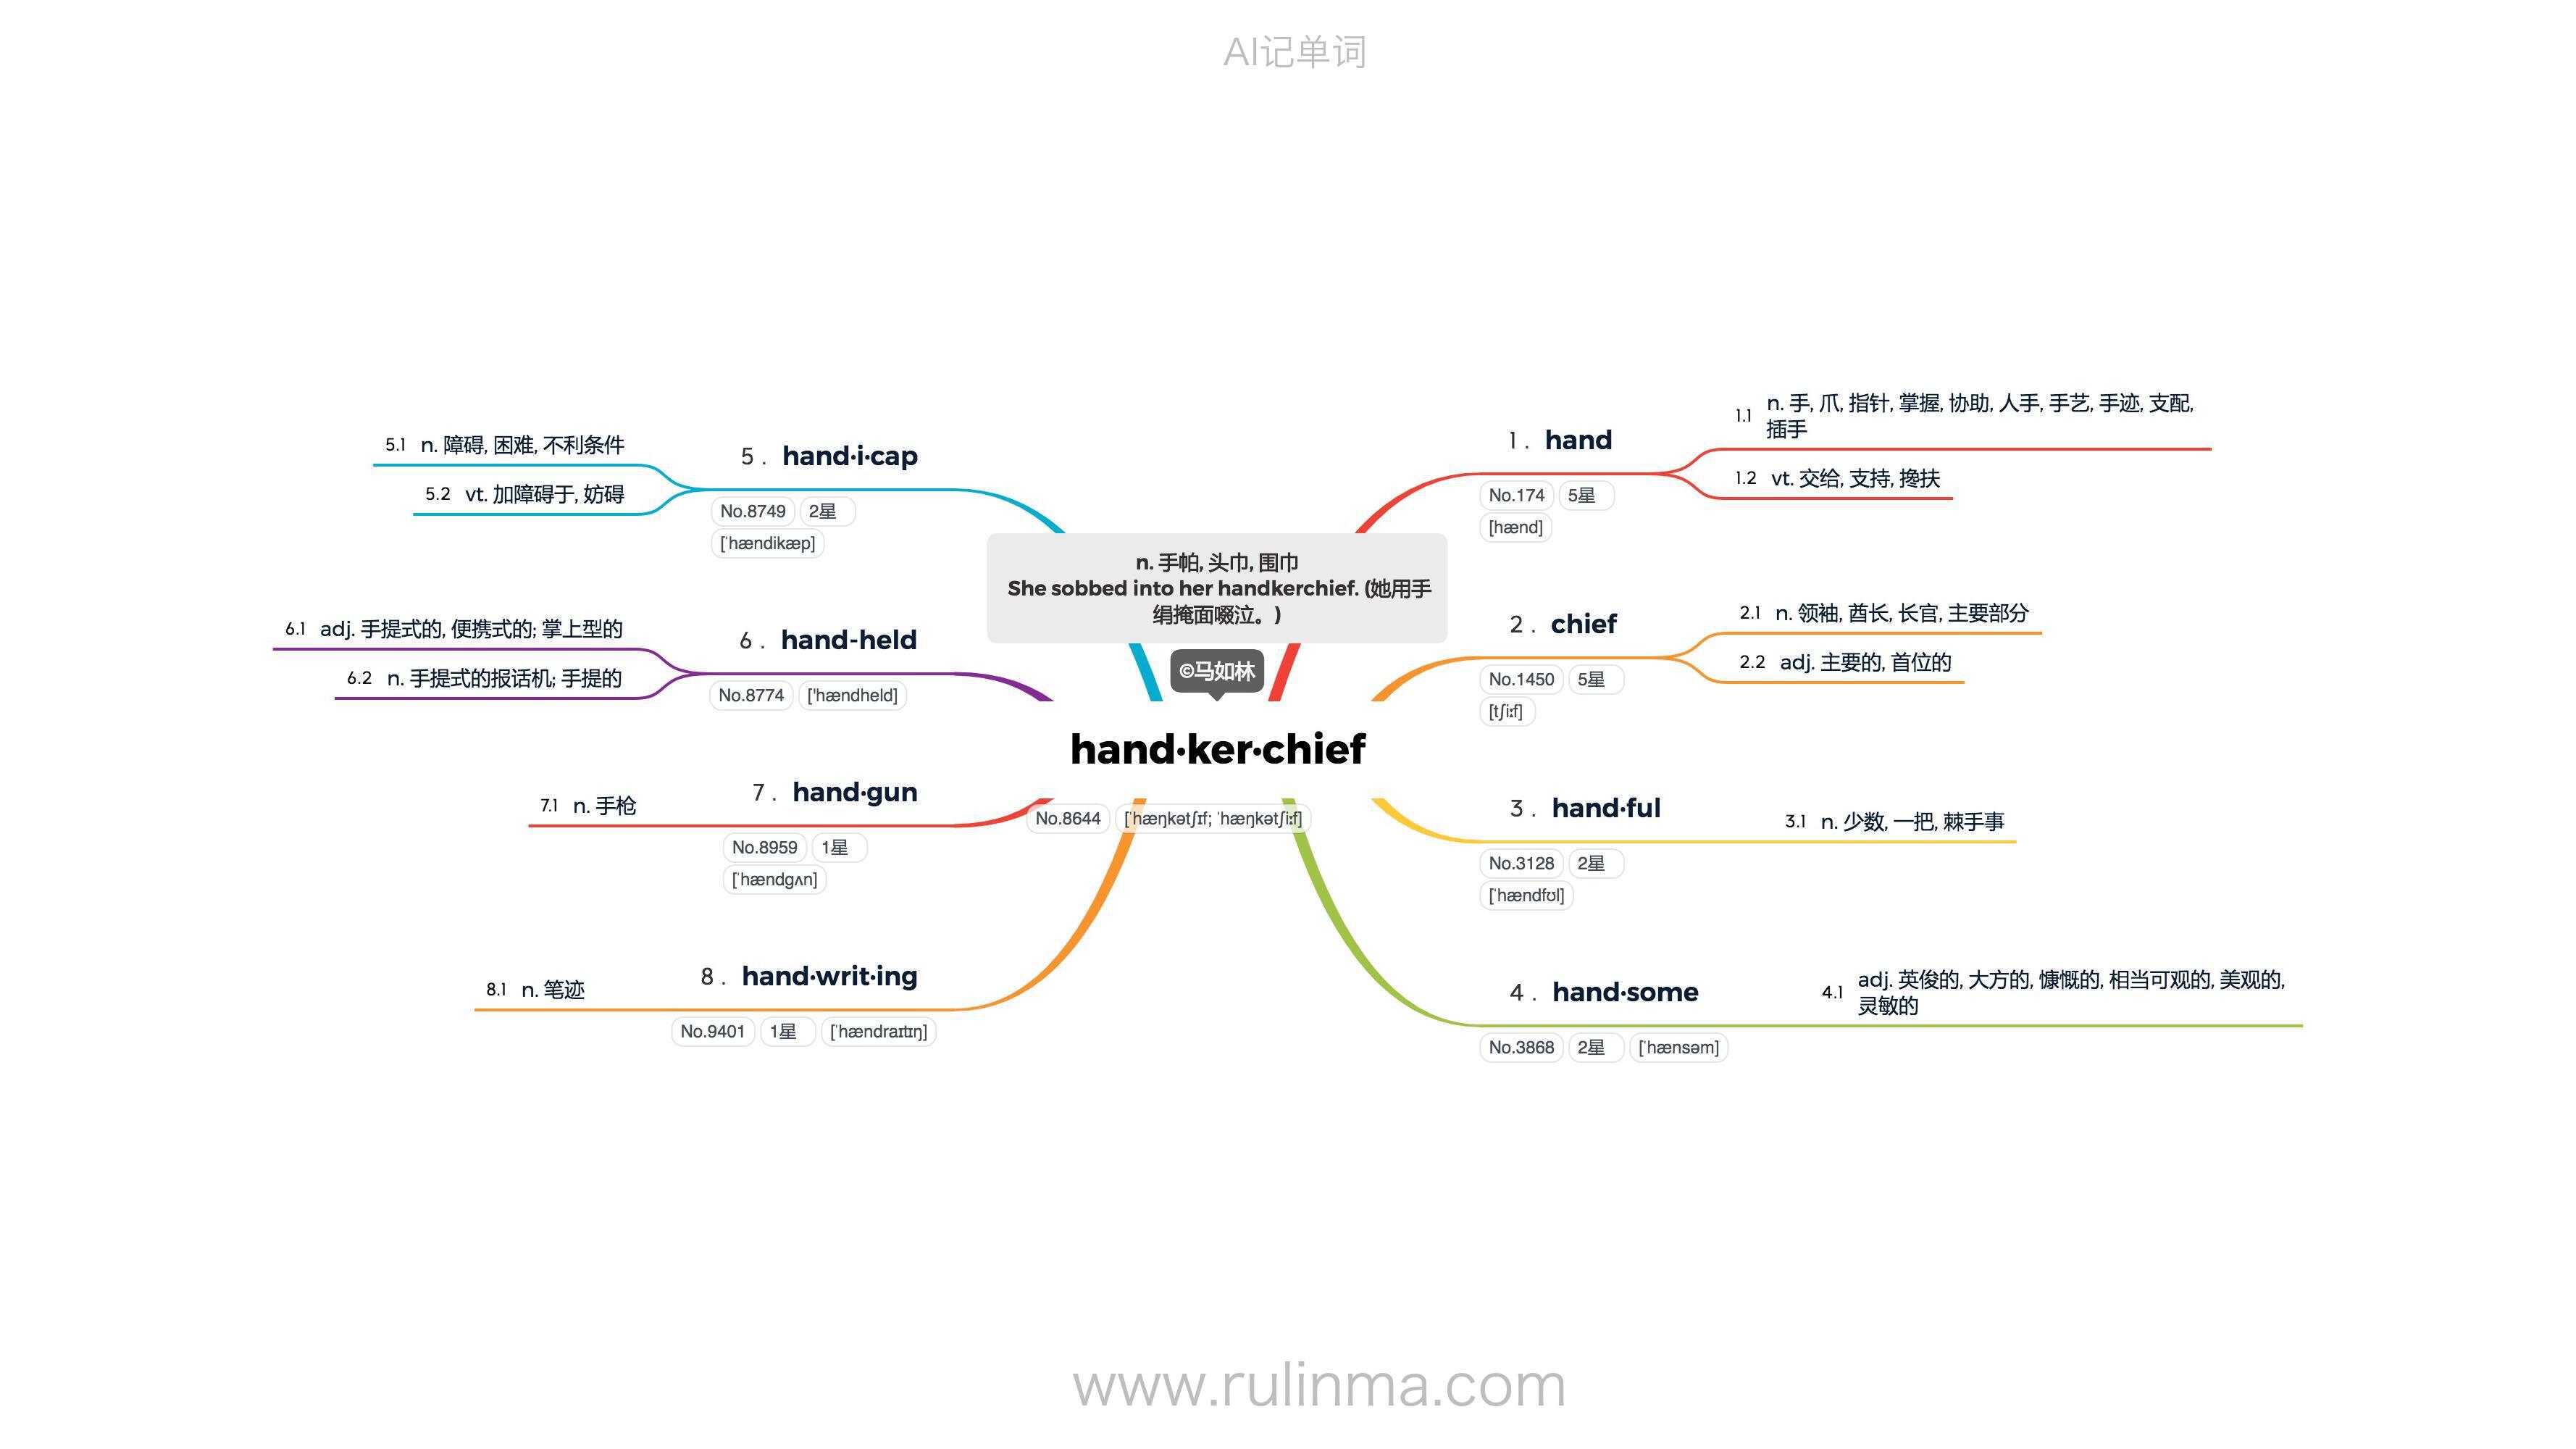 AI记单词
n. 手帕, 头巾, 围巾
She sobbed into her handkerchief. (她用手
绢掩面啜泣。)
©马如林
hand·ker·chief
No.8644 [ˈhæŋkətʃɪf; ˈhæŋkətʃiːf]
1 . hand
No.174 5星
[hænd]
1.1 n. 手, 爪, 指针, 掌握, 协助, 人手, 手艺, 手迹, 支配,
插手
1.2 vt. 交给, 支持, 搀扶
2 . chief
No.1450 5星
[tʃiːf]
2.1 n. 领袖, 酋长, 长官, 主要部分
2.2 adj. 主要的, 首位的
3 . hand·ful
No.3128 2星
[ˈhændfʊl]
3.1 n. 少数, 一把, 棘手事
4 . hand·some
No.3868 2星 [ˈhænsəm]
4.1 adj. 英俊的, 大方的, 慷慨的, 相当可观的, 美观的,
灵敏的
5 . hand·i·cap
No.8749 2星
[ˈhændikæp]
5.1 n. 障碍, 困难, 不利条件
5.2 vt. 加障碍于, 妨碍
6 . hand-held
No.8774 ['hændheld]
6.1 adj. 手提式的, 便携式的; 掌上型的
6.2 n. 手提式的报话机; 手提的
7 . hand·gun
No.8959 1星
[ˈhændgʌn]
7.1 n. 手枪
8 . hand·writ·ing
No.9401 1星 [ˈhændraɪtɪŋ]
8.1 n. 笔迹
www.rulinma.com